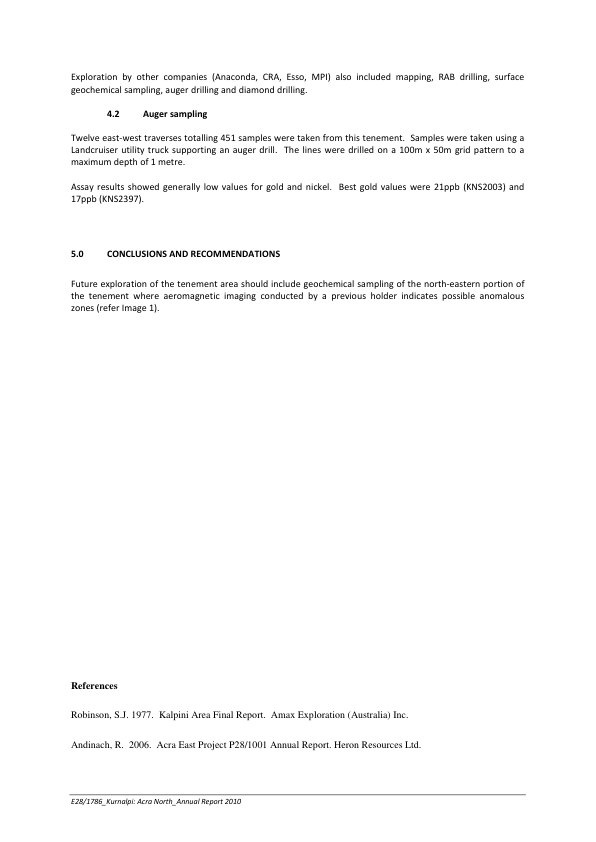 Exploration by other companies (Anaconda, CRA, Esso, MPI) also included mapping, RAB drilling, surface
geochemical sampling, auger drilling and diamond drilling.
4.2 Auger sampling
Twelve east-west traverses totalling 451 samples were taken from this tenement. Samples were taken using a
Landcruiser utility truck supporting an auger drill. The lines were drilled on a 100m x 50m grid pattern to a
maximum depth of 1 metre.
Assay results showed generally low values for gold and nickel. Best gold values were 21ppb (KNS2003) and
17ppb (KNS2397).
5.0 CONCLUSIONS AND RECOMMENDATIONS
Future exploration of the tenement area should include geochemical sampling of the north-eastern portion of
the tenement where aeromagnetic imaging conducted by a previous holder indicates possible anomalous
zones (refer Image 1).
References
Robinson, S.J. 1977. Kalpini Area Final Report. Amax Exploration (Australia) Inc.
Andinach, R. 2006. Acra East Project P28/1001 Annual Report. Heron Resources Ltd.
E28/1786_Kurnalpi: Acra North_Annual Report 2010